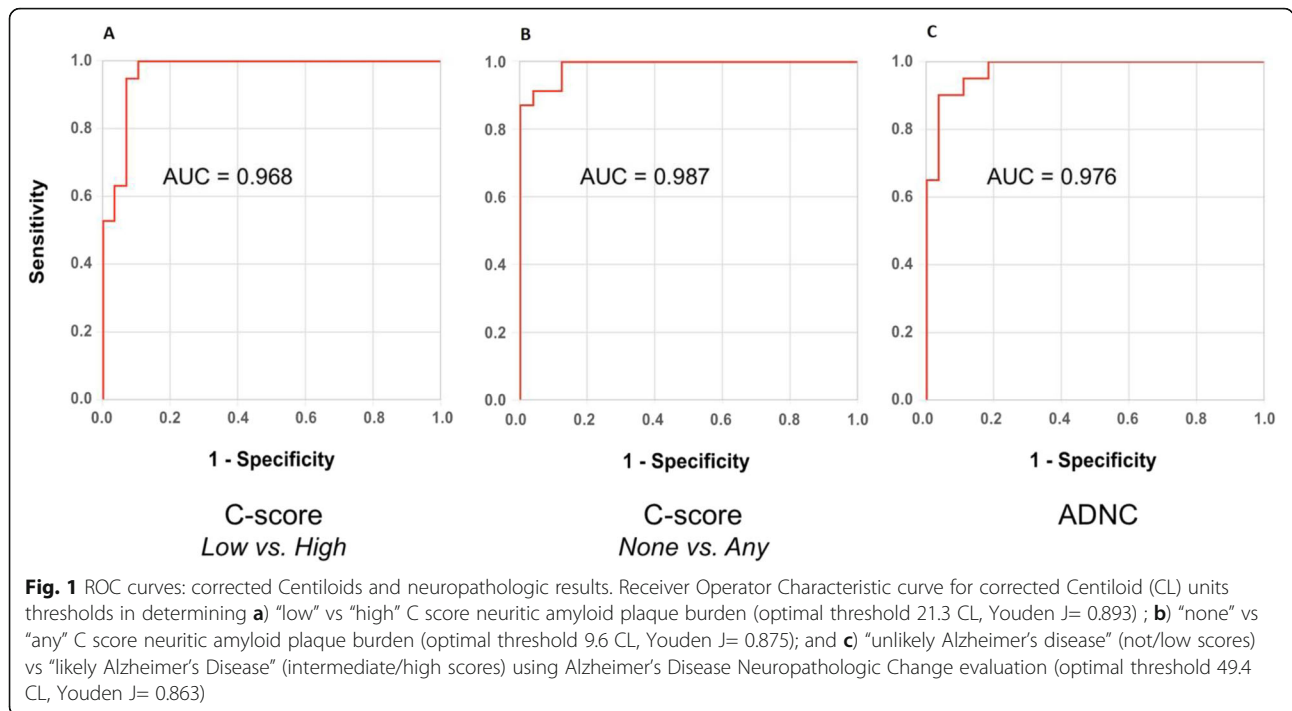 A
B
C
1.0
0.8
0.6
0.4
0.2
0.0
AUC = 0.968
0.0 0.2 0.4 0.6 0.8 1.0
Sensitivity
1 - Specificity
C-score
Low vs. High
1.0
0.8
0.6
0.4
0.2
0.0
AUC = 0.987
0.0 0.2 0.4 0.6 0.8 1.0
1 - Specificity
C-score
None vs. Any
1.0
0.8
0.6
0.4
0.2
0.0
AUC = 0.976
0.0 0.2 0.4 0.6 0.8 1.0
1 - Specificity
ADNC
Fig. 1 ROC curves: corrected Centiloids and neuropathologic results. Receiver Operator Characteristic curve for corrected Centiloid (CL) units
thresholds in determining a) “low” vs “high” C score neuritic amyloid plaque burden (optimal threshold 21.3 CL, Youden J= 0.893) ; b) “none” vs
“any” C score neuritic amyloid plaque burden (optimal threshold 9.6 CL, Youden J= 0.875); and c) “unlikely Alzheimer’s disease” (not/low scores)
vs “likely Alzheimer’s Disease” (intermediate/high scores) using Alzheimer’s Disease Neuropathologic Change evaluation (optimal threshold 49.4
CL, Youden J= 0.863)